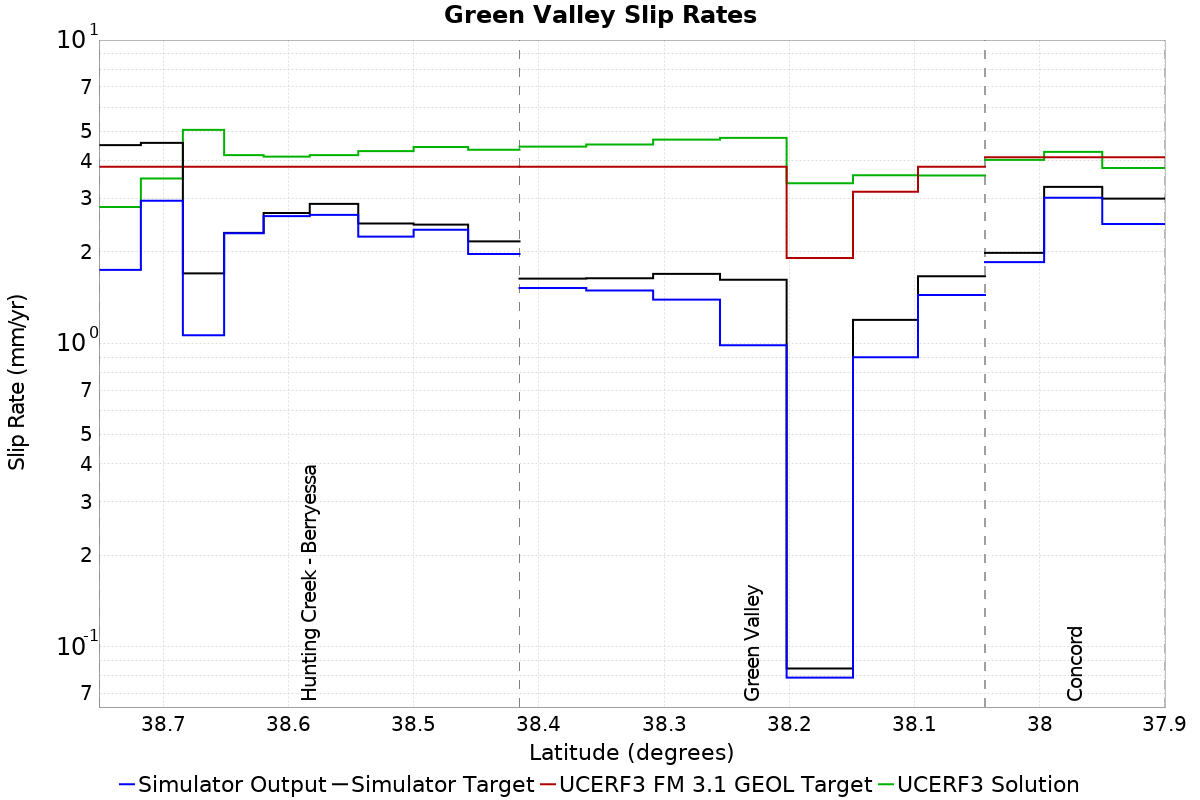 Green Valley Slip Rates
10^1
7
5
4
3
2
10^0
7
5
4
3
2
10^-1
7
Slip Rate (mm/yr)
Hunting Creek - Berryessa
Green Valley
Concord
38.7 38.6 38.5 38.4 38.3 38.2 38.1 38 37.9
Latitude (degrees)
Simulator Output Simulator Target UCERF3 FM 3.1 GEOL Target UCERF3 Solution